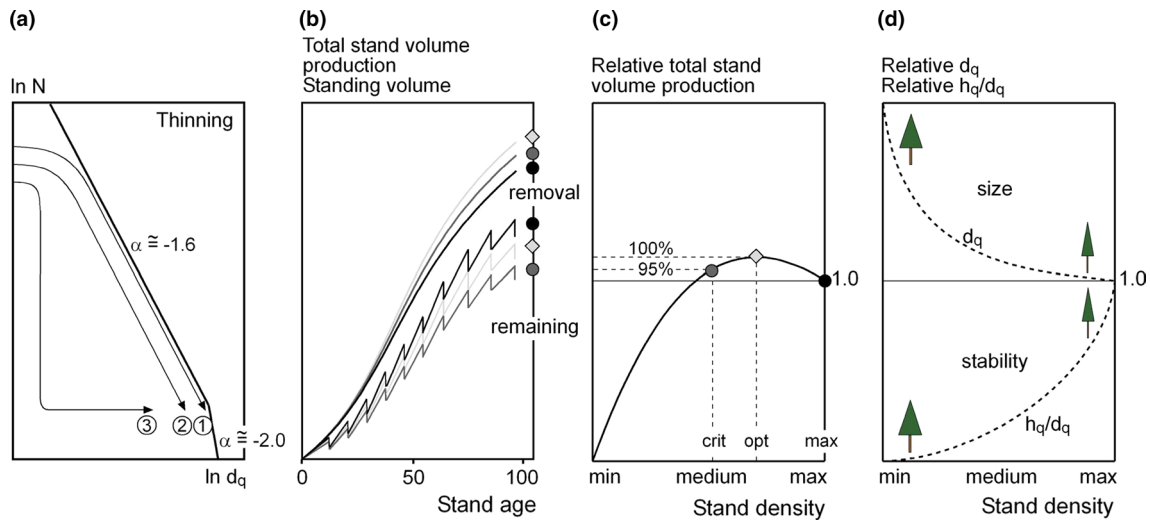 (a)
ln N
Thinning
α ≅ -1.6
③
②
①
α ≅ -2.0
ln dq
(b)
Total stand volume
production
Standing volume
removal
remaining
0
50
100
Stand age
(c)
Relative total stand
volume production
100%
95%
1.0
crit
opt
max
min
medium
max
Stand density
(d)
Relative dq
Relative hq/dq
size
dq
1.0
stability
hq/dq
min
medium
max
Stand density